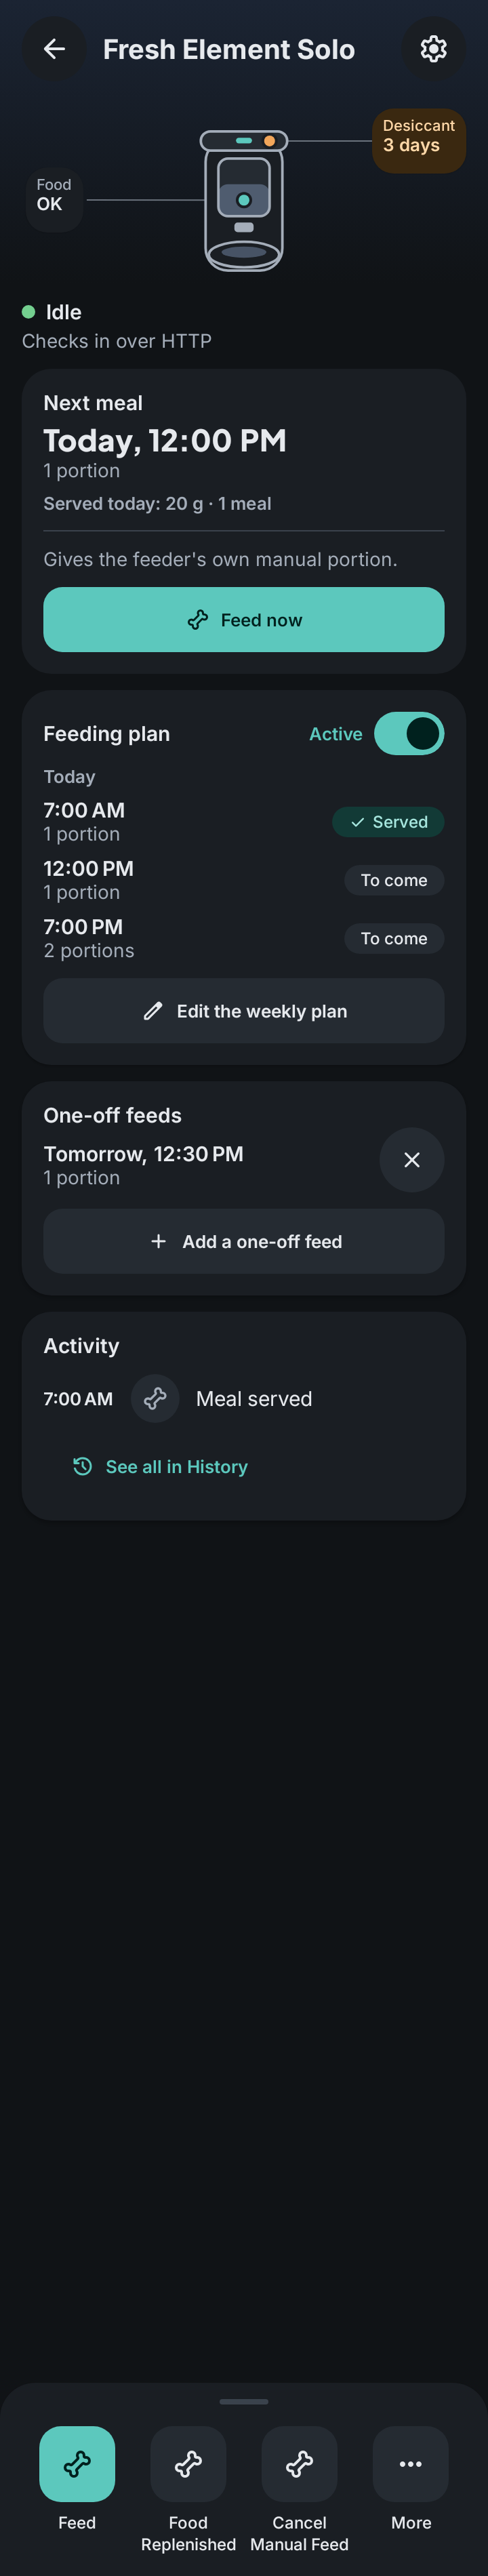 Fresh Element Solo
Desiccant
3 days
Food
OK
Idle
Checks in over HTTP
Next meal
Today, 12:00 PM
1 portion
Served today: 20 g · 1 meal
Gives the feeder's own manual portion.
Feed now
Feeding plan
Active
Today
7:00 AM
1 portion
Served
12:00 PM
1 portion
To come
7:00 PM
2 portions
To come
Edit the weekly plan
One-off feeds
Tomorrow, 12:30 PM
1 portion
Add a one-off feed
Activity
7:00 AM
Meal served
See all in History
Feed
Food
Replenished
Cancel
Manual Feed
More